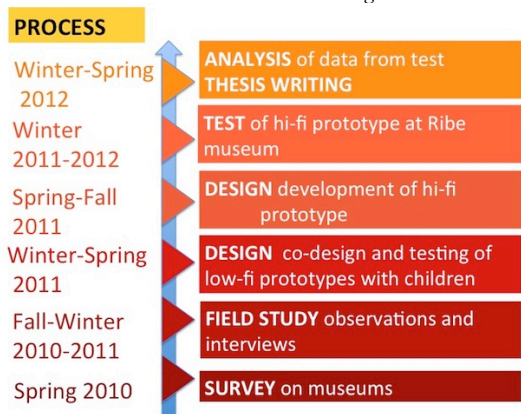 PROCESS
Winter-Spring
2012
ANALYSIS of data from test
THESIS WRITING
Winter
2011-2012
TEST of hi-fi prototype at Ribe
museum
Spring-Fall
2011
DESIGN development of hi-fi
prototype
Winter-Spring
2011
DESIGN co-design and testing of
low-fi prototypes with children
Fall-Winter
2010-2011
FIELD STUDY observations and
interviews
Spring 2010
SURVEY on museums